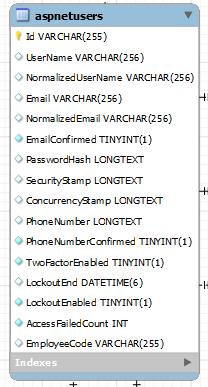 aspnetusers
Id VARCHAR(255)
UserName VARCHAR(256)
NormalizedUserName VARCHAR(256)
Email VARCHAR(256)
NormalizedEmail VARCHAR(256)
EmailConfirmed TINYINT(1)
PasswordHash LONGTEXT
SecurityStamp LONGTEXT
ConcurrencyStamp LONGTEXT
PhoneNumber LONGTEXT
PhoneNumberConfirmed TINYINT(1)
TwoFactorEnabled TINYINT(1)
LockoutEnd DATETIME(6)
LockoutEnabled TINYINT(1)
AccessFailedCount INT
EmployeeCode VARCHAR(255)
Indexes